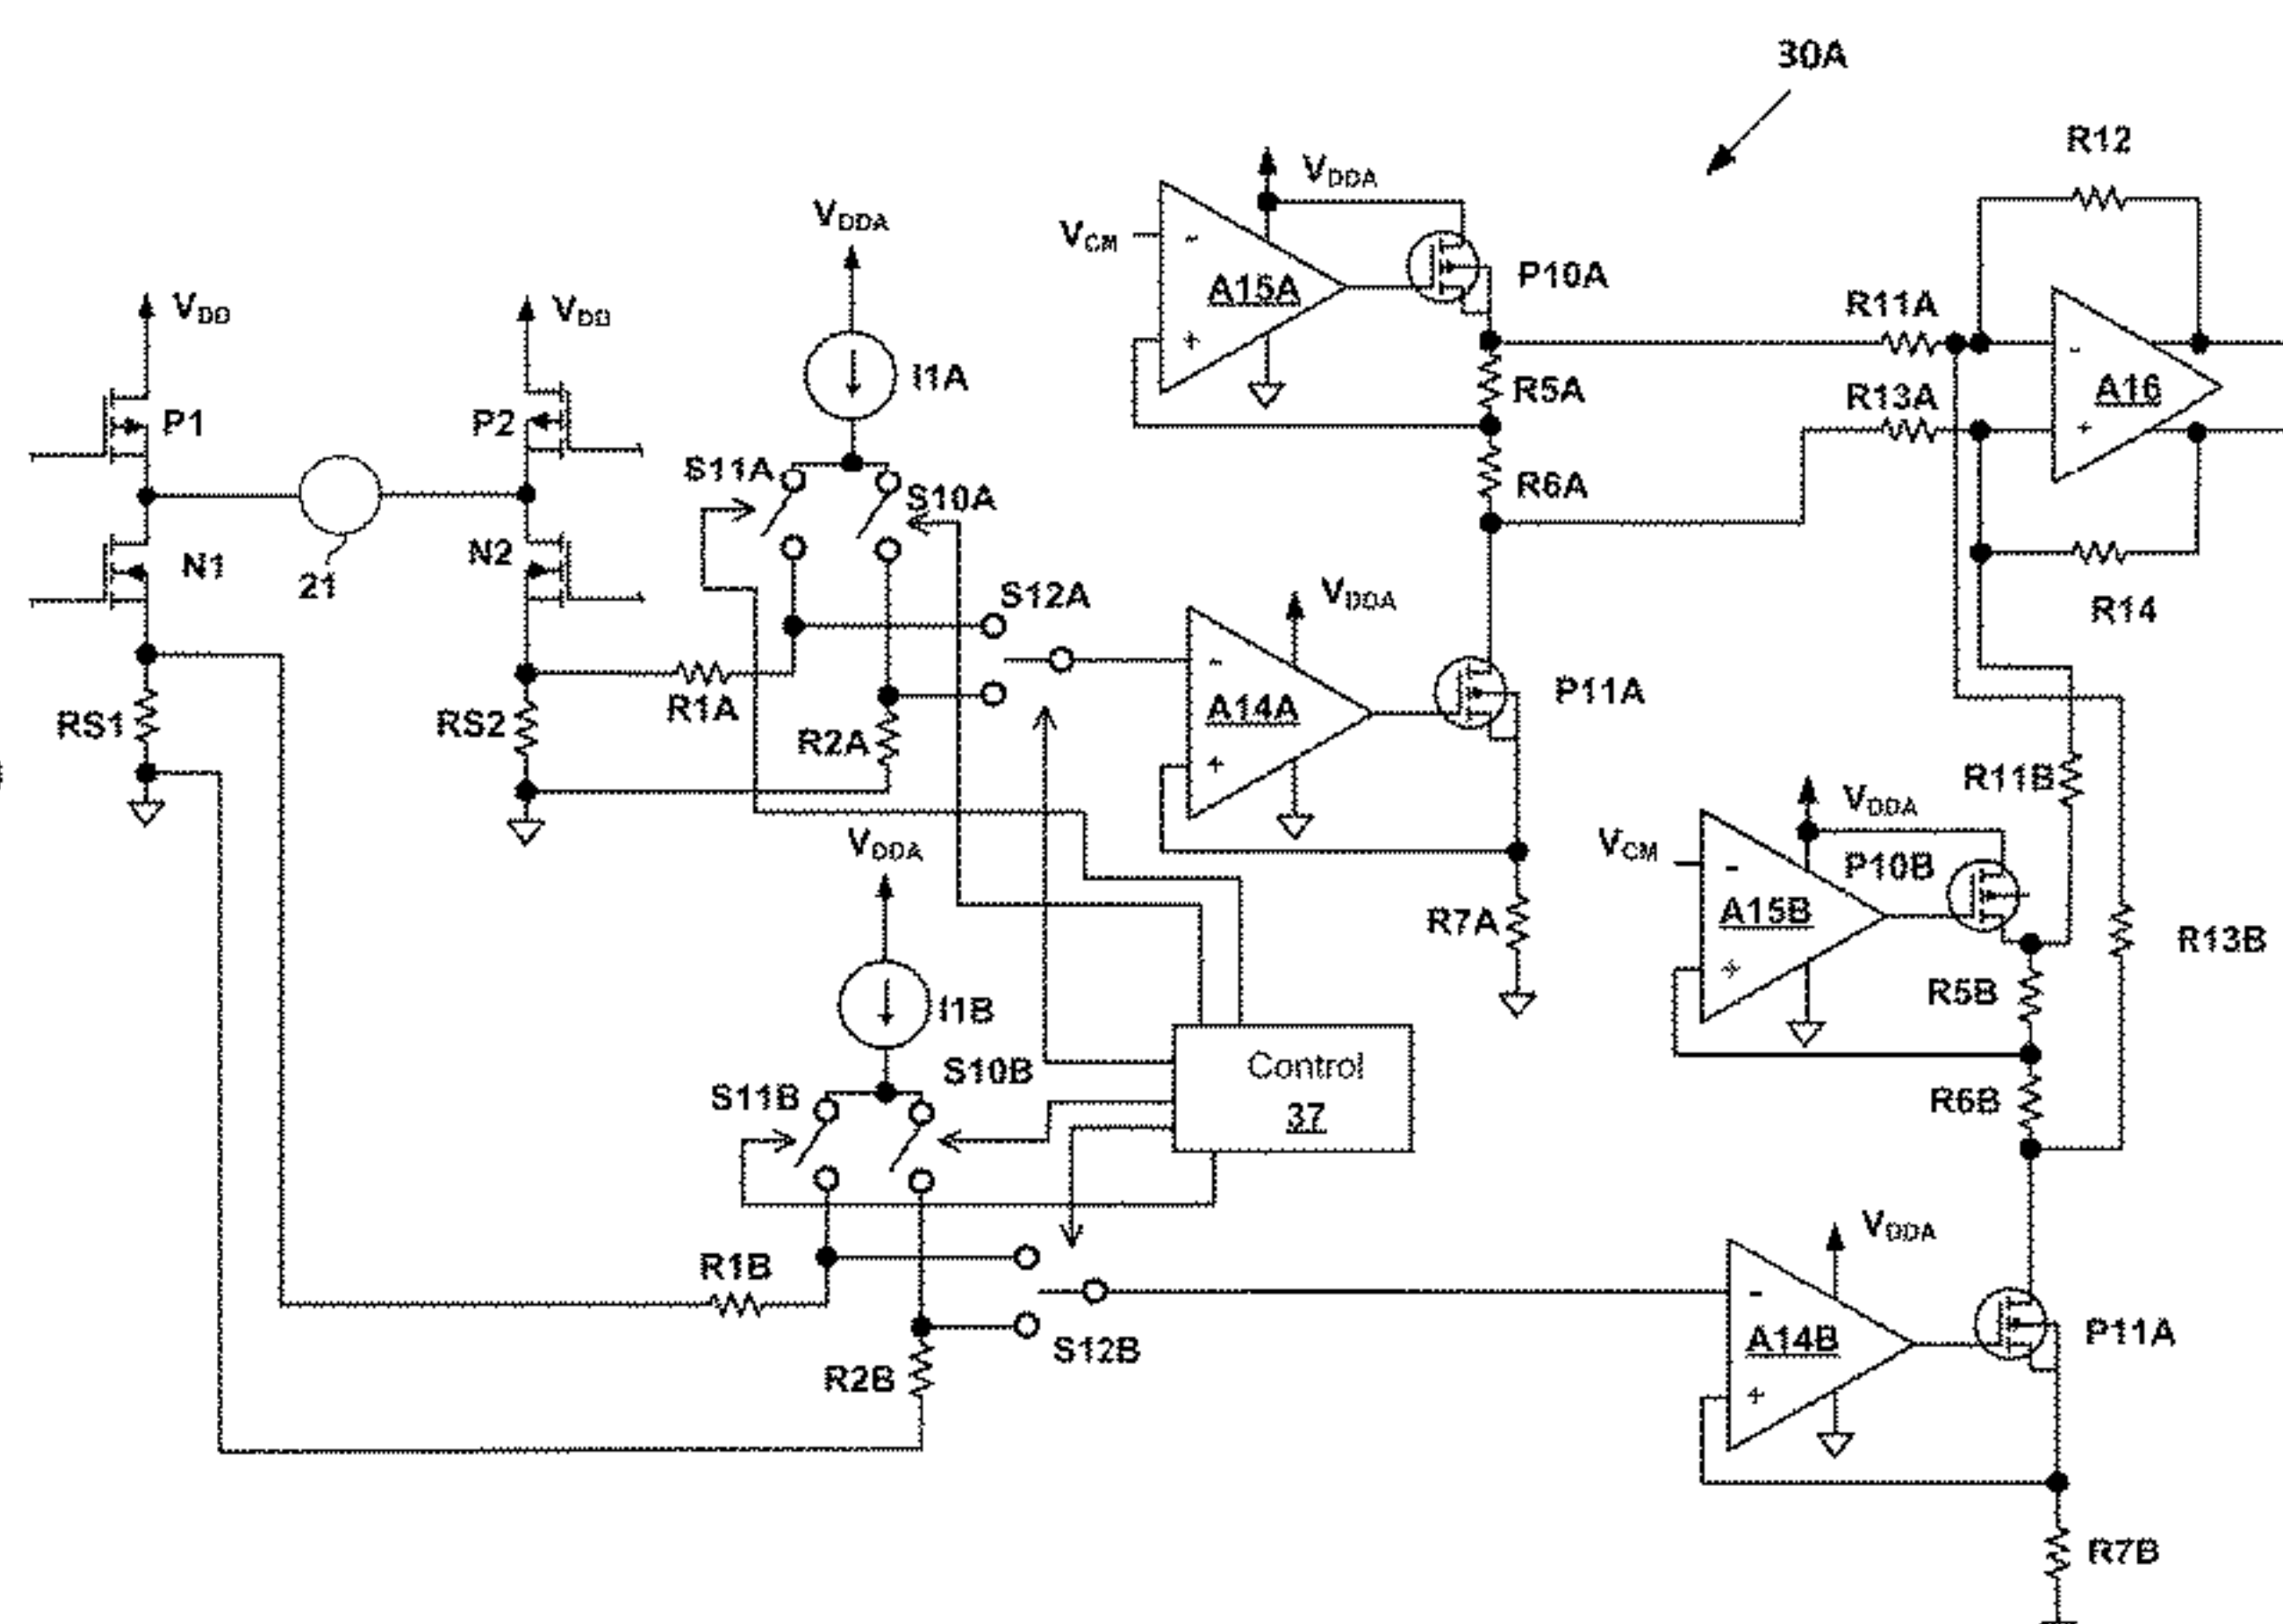 30A
R12
VDDA
VDDA
VCM
-
A15A
+
P10A
R11A
VDD
VDD
I1A
R5A
R13A
-
A16
+
P1
P2
S11A
S10A
R6A
N1
21
N2
S12A
VDDA
R14
RS1
RS2
R1A
R2A
-
A14A
+
P11A
R11B
VDDA
VDDA
VCM
-
P10B
A15B
+
R7A
R13B
I1B
R5B
S11B
S10B
Control
37
R6B
R1B
VDDA
S12B
R2B
-
A14B
+
P11A
R7B